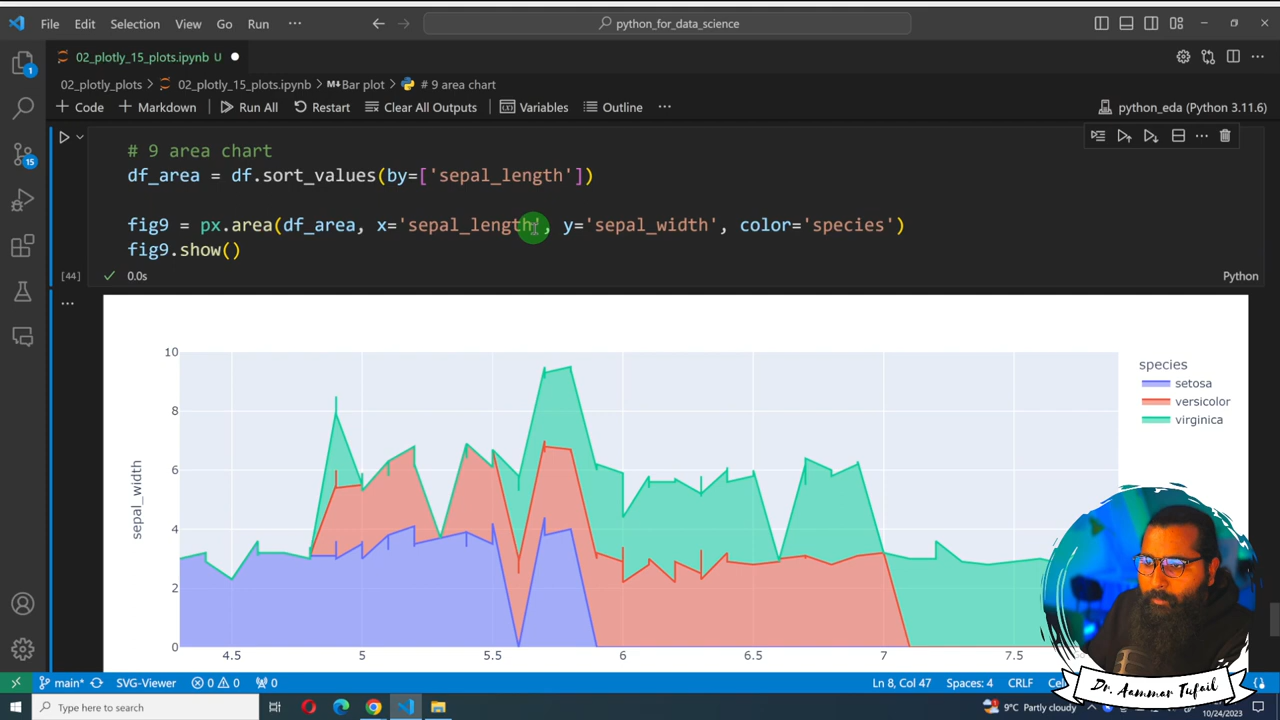 File Edit Selection View Go Run ··· python_for_data_science
02_plotly_15_plots.ipynb U
02_plotly_plots > 02_plotly_15_plots.ipynb > Bar plot > # 9 area chart
+ Code + Markdown Run All Restart Clear All Outputs Variables Outline ··· python_eda (Python 3.11.6)
# 9 area chart
df_area = df.sort_values(by=['sepal_length'])
fig9 = px.area(df_area, x='sepal_length', y='sepal_width', color='species')
fig9.show()
[44] 0.0s Python
10
8
6
4
2
0
sepal_width
4.5 5 5.5 6 6.5 7 7.5
species
setosa
versicolor
virginica
1
15
main* SVG-Viewer 0 0 0 Ln 8, Col 47 Spaces: 4 CRLF
Dr. Aammar Tufail
Type here to search 9°C Partly cloudy
10/24/2023